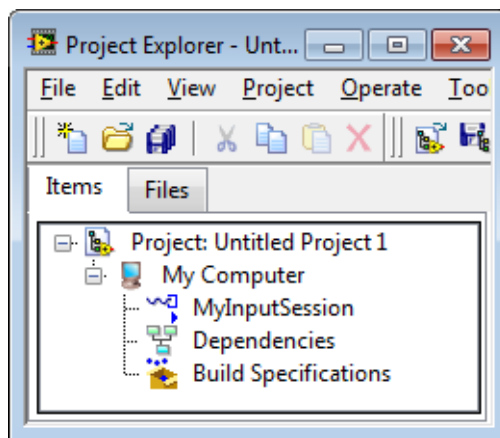 Project Explorer - Unt...
File Edit View Project Operate Too
Items Files
Project: Untitled Project 1
My Computer
MyInputSession
Dependencies
Build Specifications